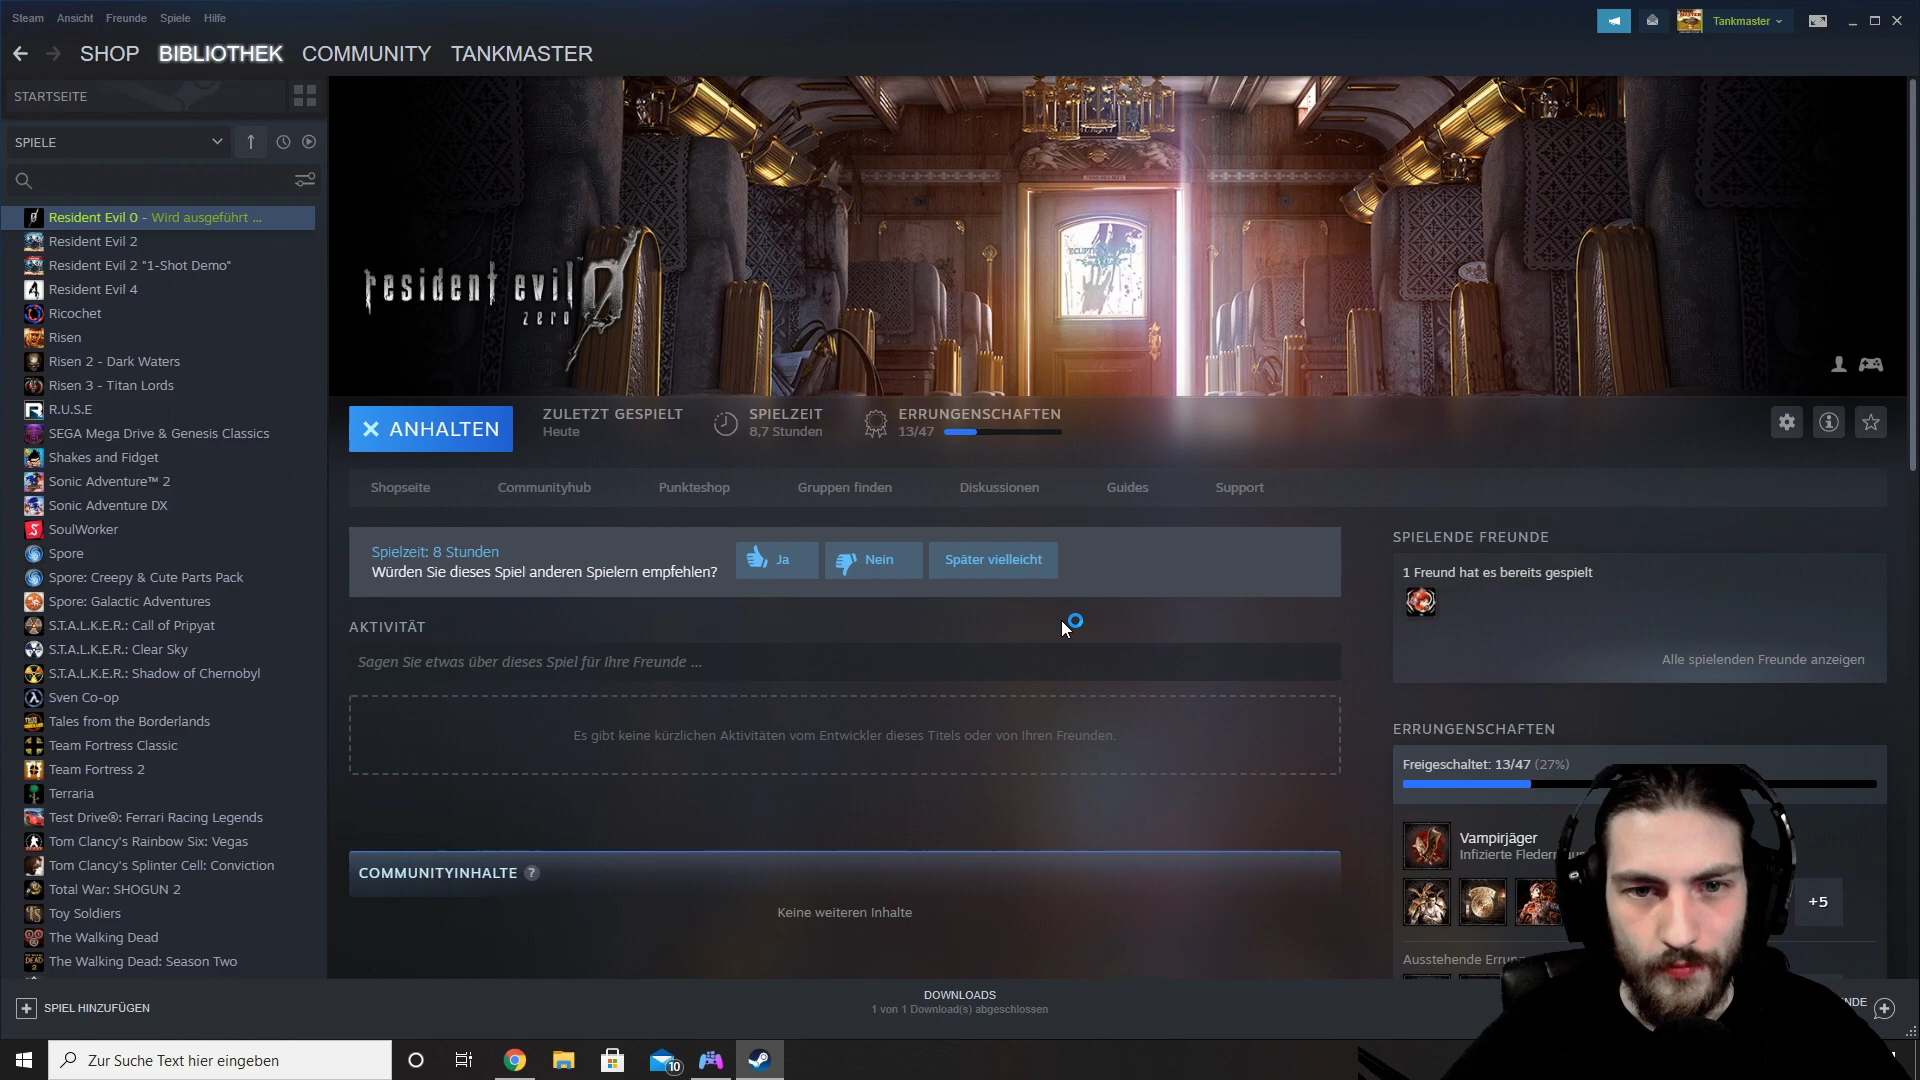 Steam Ansicht Freunde Spiele Hilfe
Tankmaster
SHOP BIBLIOTHEK COMMUNITY TANKMASTER
STARTSEITE
SPIELE
Resident Evil 0 - Wird ausgeführt ...
Resident Evil 2
Resident Evil 2 "1-Shot Demo"
Resident Evil 4
Ricochet
Risen
Risen 2 - Dark Waters
Risen 3 - Titan Lords
R.U.S.E
SEGA Mega Drive & Genesis Classics
Shakes and Fidget
Sonic Adventure™ 2
Sonic Adventure DX
SoulWorker
Spore
Spore: Creepy & Cute Parts Pack
Spore: Galactic Adventures
S.T.A.L.K.E.R.: Call of Pripyat
S.T.A.L.K.E.R.: Clear Sky
S.T.A.L.K.E.R.: Shadow of Chernobyl
Sven Co-op
Tales from the Borderlands
Team Fortress Classic
Team Fortress 2
Terraria
Test Drive®: Ferrari Racing Legends
Tom Clancy's Rainbow Six: Vegas
Tom Clancy's Splinter Cell: Conviction
Total War: SHOGUN 2
Toy Soldiers
The Walking Dead
The Walking Dead: Season Two
SPIEL HINZUFÜGEN
resident evil 0
zero
ANHALTEN
ZULETZT GESPIELT
Heute
SPIELZEIT
8,7 Stunden
ERRUNGENSCHAFTEN
13/47
Shopseite Communityhub Punkteshop Gruppen finden Diskussionen Guides Support
Spielzeit: 8 Stunden
Würden Sie dieses Spiel anderen Spielern empfehlen?
Ja Nein Später vielleicht
AKTIVITÄT
Sagen Sie etwas über dieses Spiel für Ihre Freunde ...
Es gibt keine kürzlichen Aktivitäten vom Entwickler dieses Titels oder von Ihren Freunden.
COMMUNITYINHALTE ?
Keine weiteren Inhalte
SPIELENDE FREUNDE
1 Freund hat es bereits gespielt
Alle spielenden Freunde anzeigen
ERRUNGENSCHAFTEN
Freigeschaltet: 13/47 (27%)
Vampirjäger
Infizierte
+5
Ausstehende
DOWNLOADS
1 von 1 Download(s) abgeschlossen
Zur Suche Text hier eingeben
10